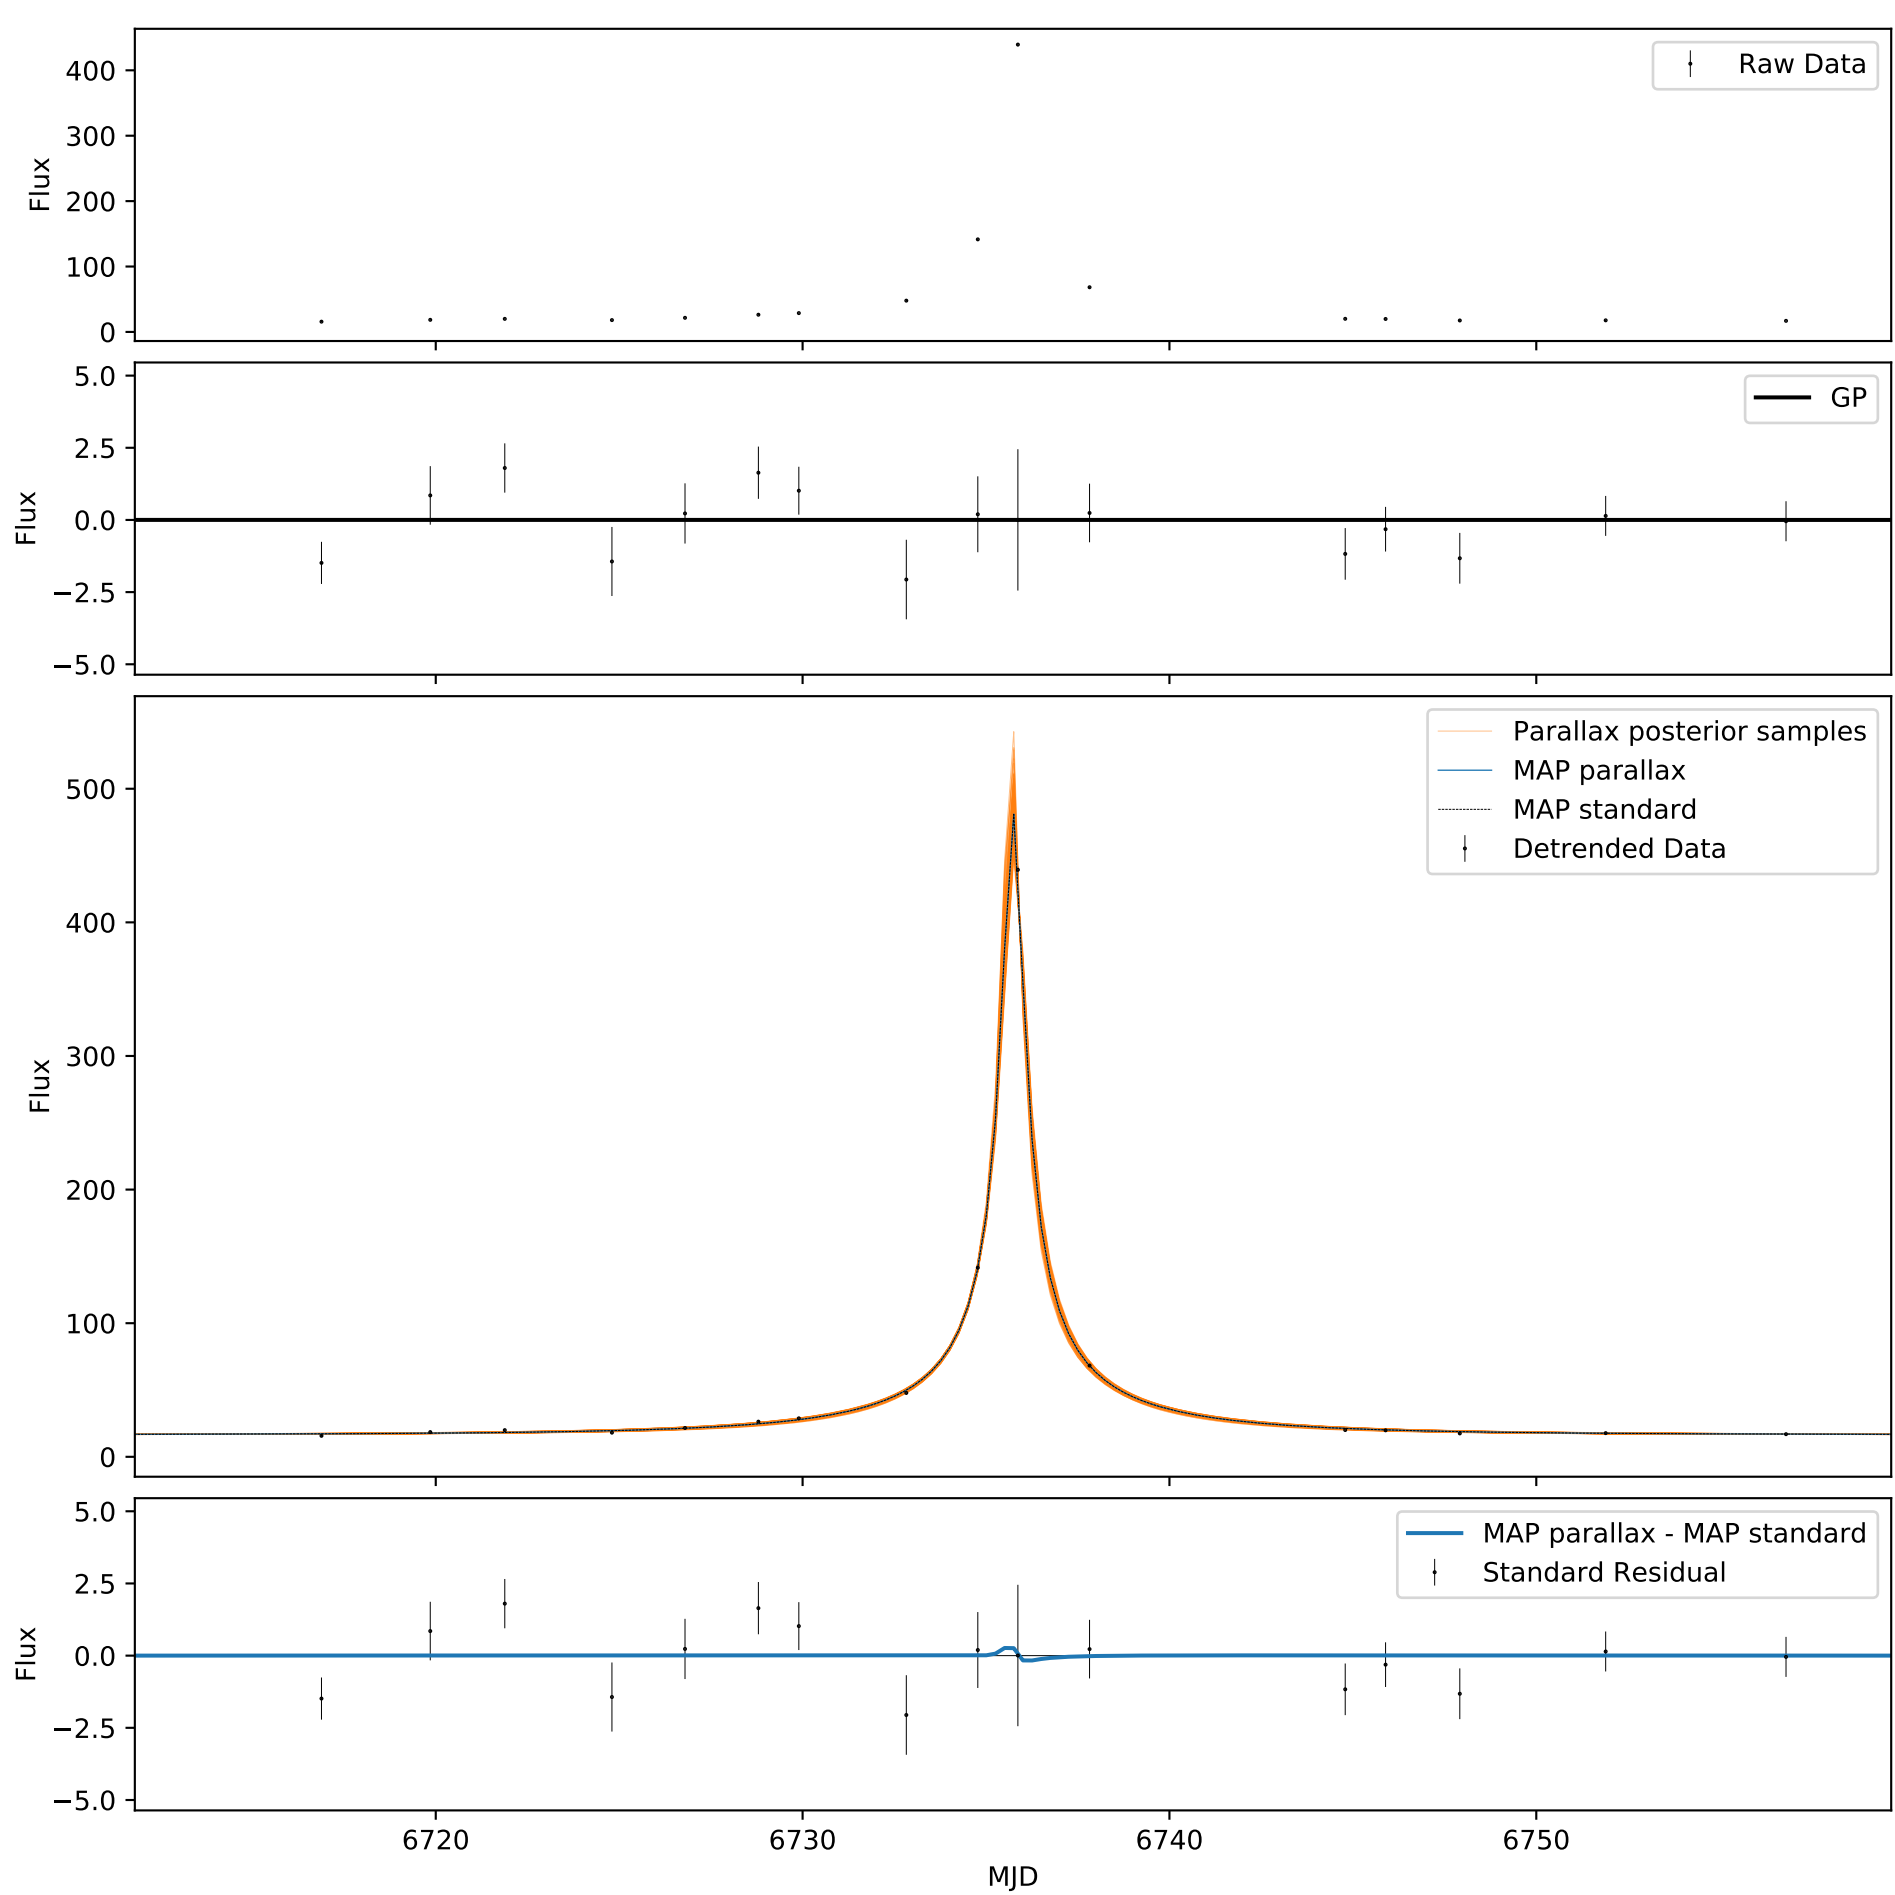 400
300
200
100
0
Flux
Raw Data
5.0
2.5
0.0
−2.5
−5.0
Flux
GP
500
400
300
200
100
0
Flux
Parallax posterior samples
MAP parallax
MAP standard
Detrended Data
5.0
2.5
0.0
−2.5
−5.0
Flux
MAP parallax - MAP standard
Standard Residual
6720 6730 6740 6750
MJD